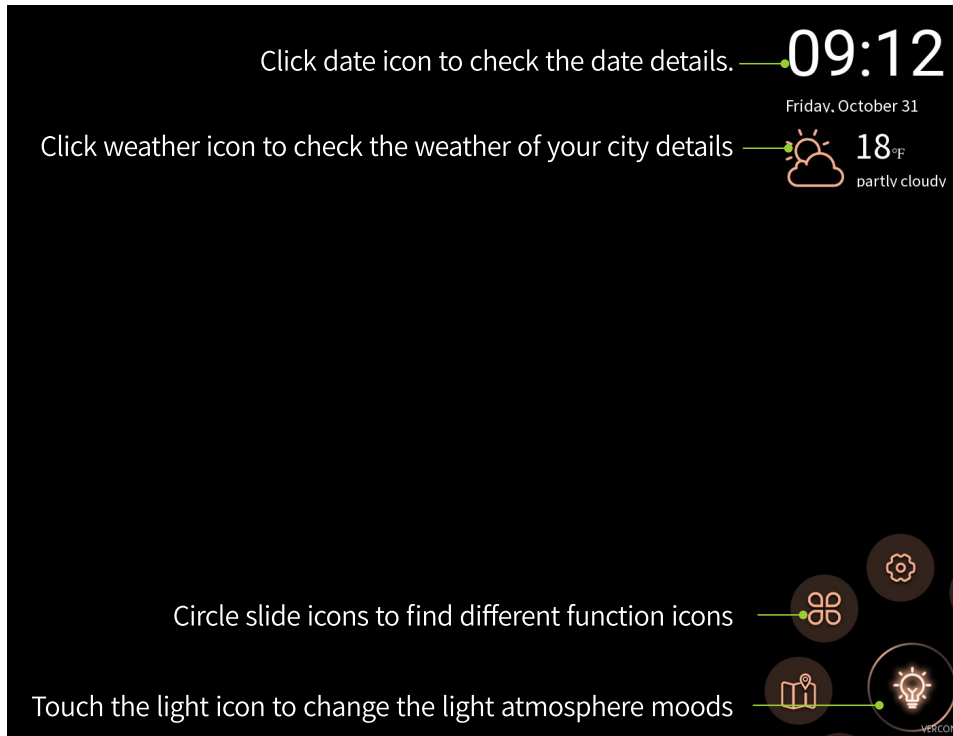 Click date icon to check the date details.
09:12
Friday, October 31
Click weather icon to check the weather of your city details
18°F
partly cloudy
Circle slide icons to find different function icons
Touch the light icon to change the light atmosphere moods